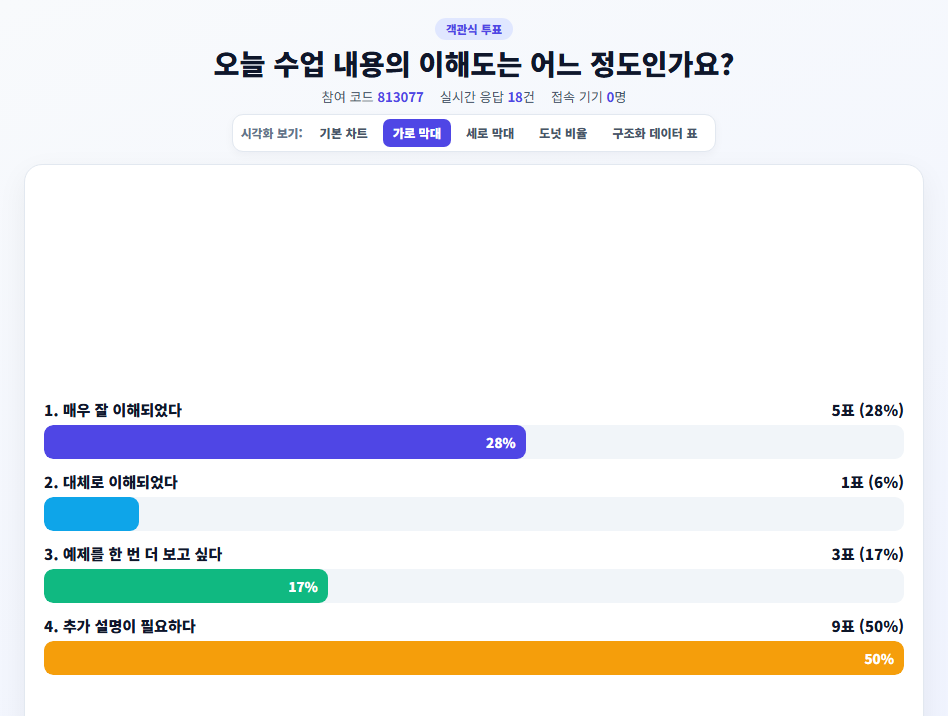 객관식 투표
오늘 수업 내용의 이해도는 어느 정도인가요?
참여 코드 813077 실시간 응답 18건 접속 기기 0명
시각화 보기: 기본 차트 가로 막대 세로 막대 도넛 비율 구조화 데이터 표
1. 매우 잘 이해되었다 5표 (28%)
28%
2. 대체로 이해되었다 1표 (6%)
3. 예제를 한 번 더 보고 싶다 3표 (17%)
17%
4. 추가 설명이 필요하다 9표 (50%)
50%